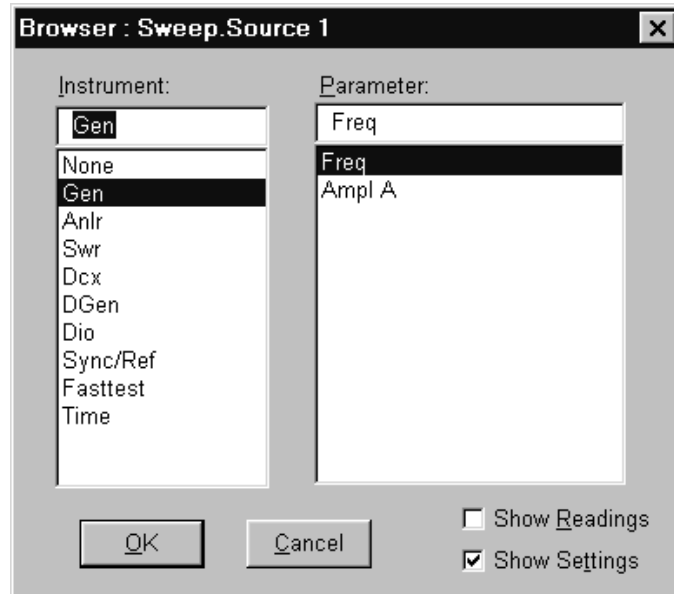 Browser : Sweep.Source 1
Instrument:
Gen
None
Gen
Anlr
Swr
Dcx
DGen
Dio
Sync/Ref
Fasttest
Time
Parameter:
Freq
Freq
Ampl A
OK
Cancel
Show Readings
Show Settings